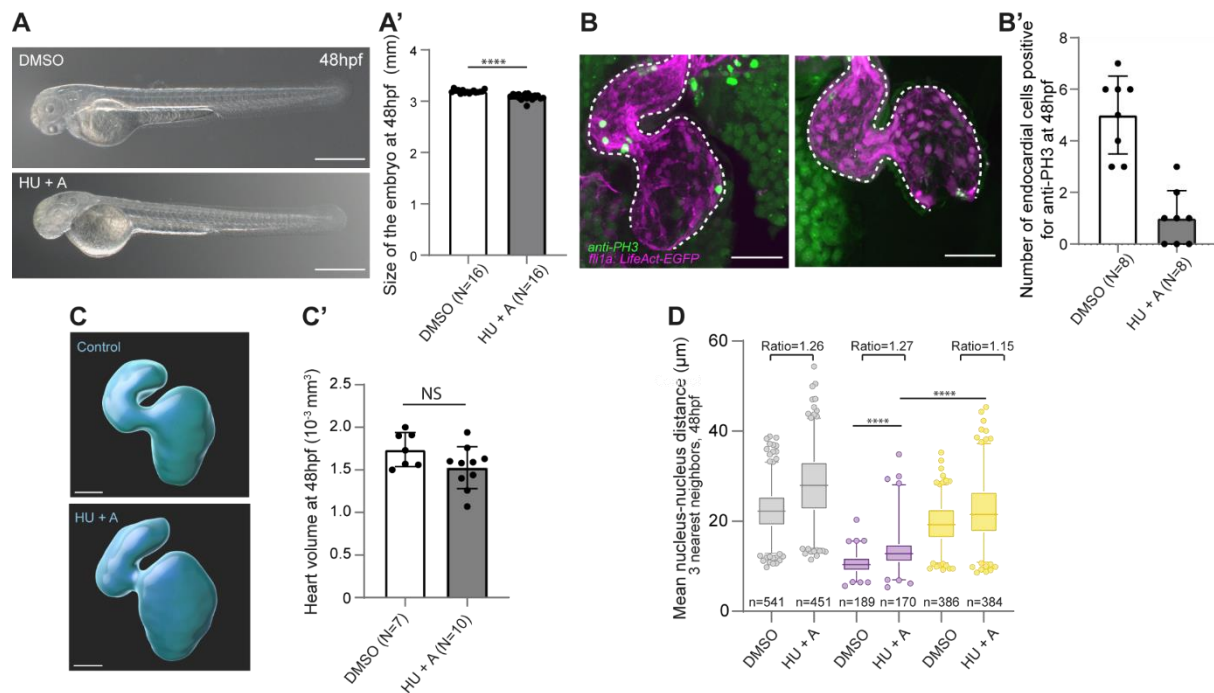 A
DMSO
48hpf
HU + A
A'
Size of the embryo at 48hpf (mm)
4
3
2
1
0
****
DMSO (N=16)
HU + A (N=16)
B
anti-PH3
fli1a: LifeAct-EGFP
B'
Number of endocardial cells positive
for anti-PH3 at 48hpf
8
6
4
2
0
DMSO (N=8)
HU + A (N=8)
C
Control
HU + A
C'
Heart volume at 48hpf (10⁻³ mm³)
2.5
2.0
1.5
1.0
0.5
0.0
NS
DMSO (N=7)
HU + A (N=10)
D
Mean nucleus-nucleus distance (µm)
3 nearest neighbors, 48hpf
60
40
20
0
Ratio=1.26
Ratio=1.27
Ratio=1.15
****
****
n=541
n=451
n=189
n=170
n=386
n=384
DMSO
HU + A
DMSO
HU + A
DMSO
HU + A